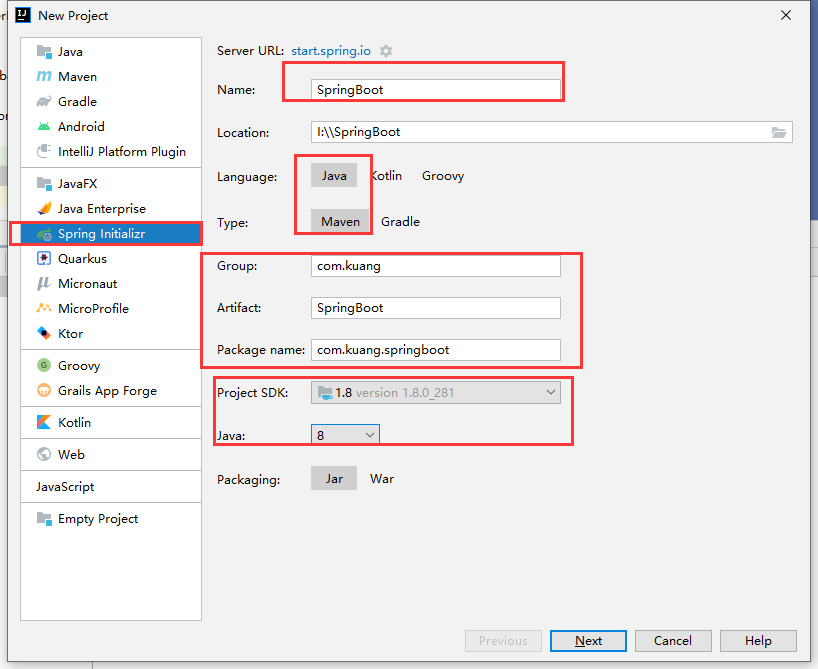 New Project
Java
Maven
Gradle
Android
IntelliJ Platform Plugin
JavaFX
Java Enterprise
Spring Initializr
Quarkus
Micronaut
MicroProfile
Ktor
Groovy
Grails App Forge
Kotlin
Web
JavaScript
Empty Project
Server URL: start.spring.io
Name: SpringBoot
Location: I:\\SpringBoot
Language: Java Kotlin Groovy
Type: Maven Gradle
Group: com.kuang
Artifact: SpringBoot
Package name: com.kuang.springboot
Project SDK: 1.8 version 1.8.0_281
Java: 8
Packaging: Jar War
Previous Next Cancel Help